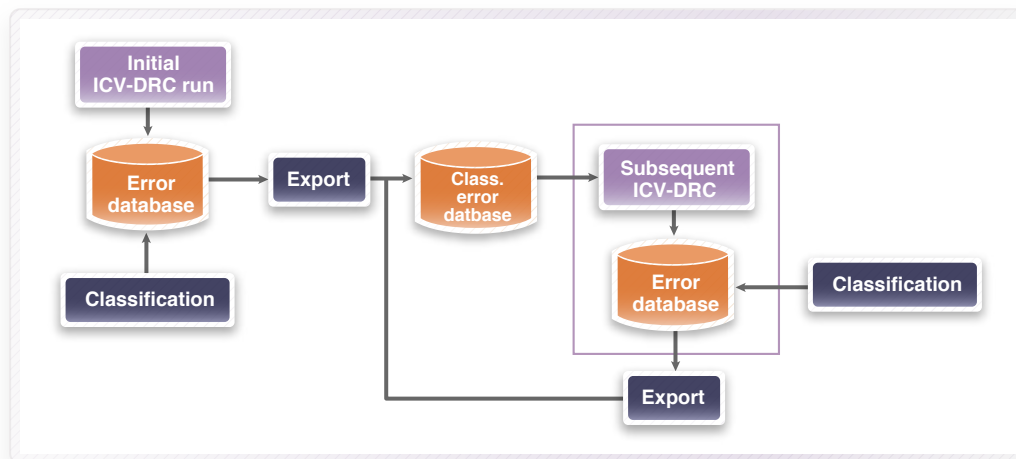 Initial
ICV-DRC run
Error
database
Classification
Export
Class.
error
datbase
Subsequent
ICV-DRC
Error
database
Classification
Export